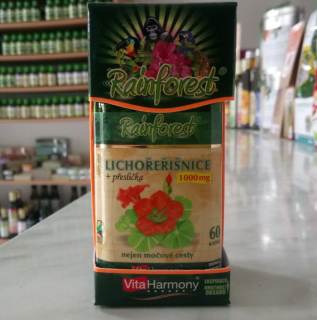 Rainforest
Rainforest
LICHOŘEŘIŠNICE
+ přeslička 1000mg
60
nejen močové cesty
VitaHarmony